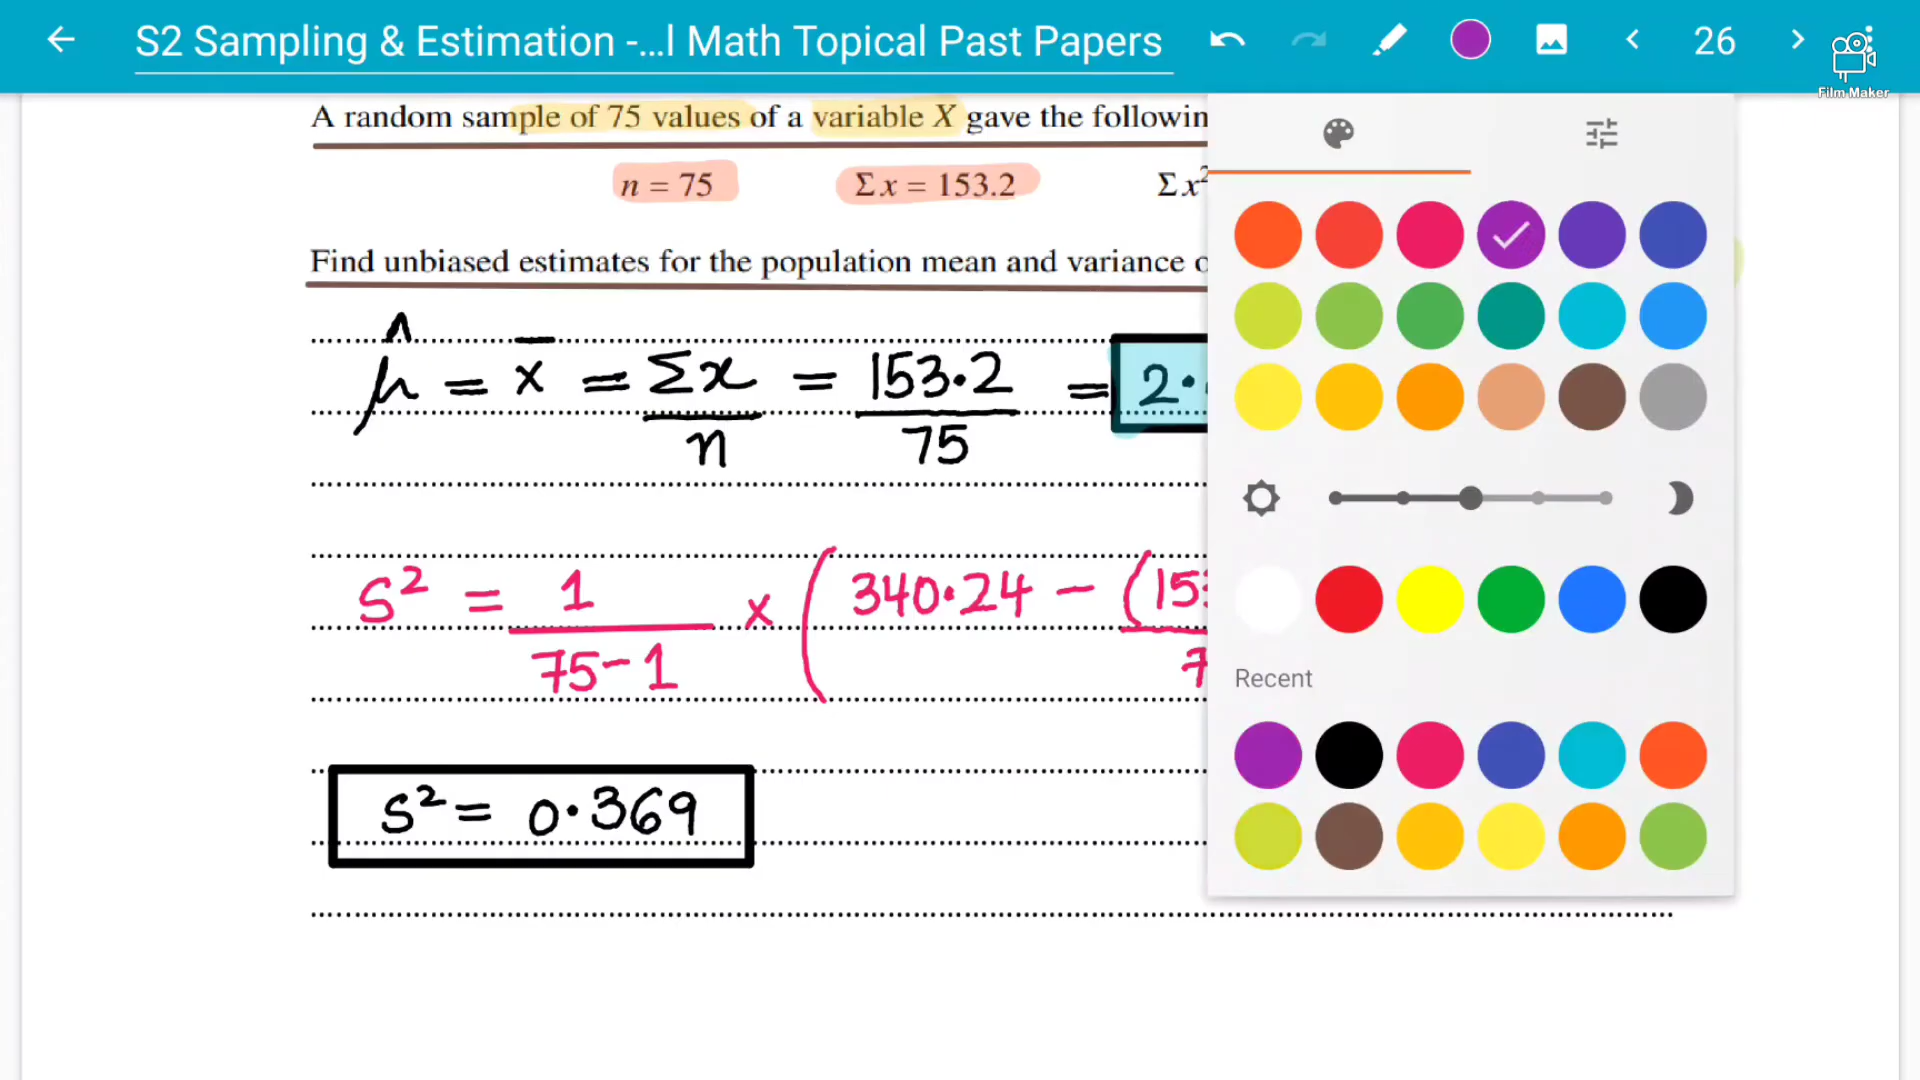 S2 Sampling & Estimation -...l Math Topical Past Papers
26
Film Maker
A random sample of 75 values of a variable X gave the followin
n = 75 Σx = 153.2 Σx²
Find unbiased estimates for the population mean and variance o
μ̂ = x̄ = Σx/n = 153.2/75 = 2.
S² = 1/(75-1) × (340.24 - (153
7
Recent
S² = 0.369